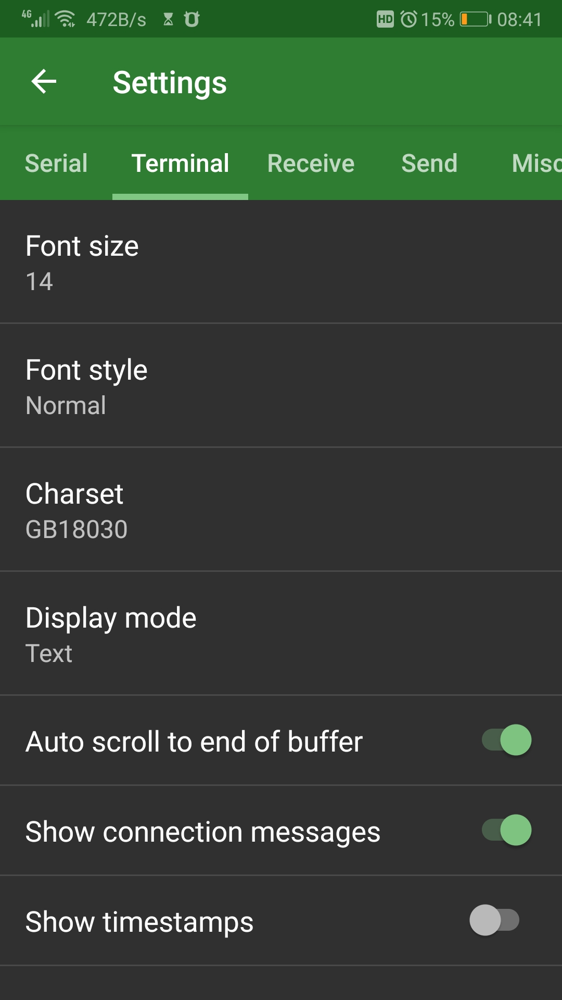 4G 472B/s HD 15% 08:41
Settings
Serial Terminal Receive Send Misc
Font size
14
Font style
Normal
Charset
GB18030
Display mode
Text
Auto scroll to end of buffer
Show connection messages
Show timestamps